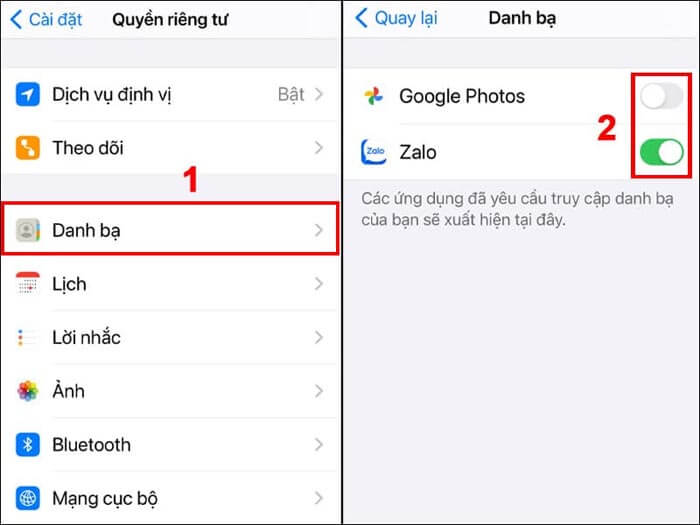 Cài đặt
Quyền riêng tư
Dịch vụ định vị
Bật
Theo dõi
1
Danh bạ
Lịch
Lời nhắc
Ảnh
Bluetooth
Mạng cục bộ
Quay lại
Danh bạ
Google Photos
2
Zalo
Zalo
Các ứng dụng đã yêu cầu truy cập danh bạ
của bạn sẽ xuất hiện tại đây.